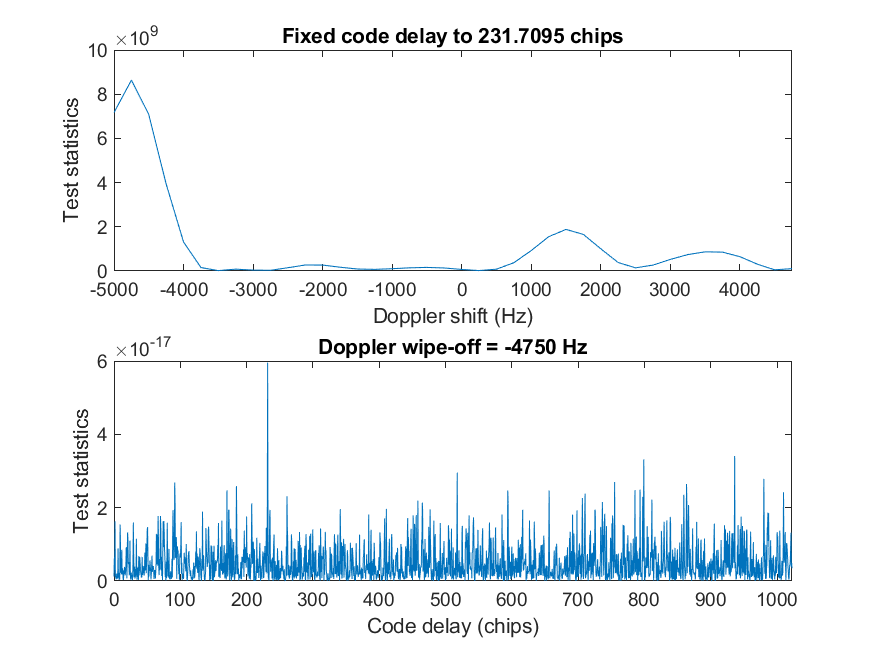 ×10^9
Fixed code delay to 231.7095 chips
10
8
6
4
2
0
Test statistics
-5000 -4000 -3000 -2000 -1000 0 1000 2000 3000 4000
Doppler shift (Hz)
×10^-17
Doppler wipe-off = -4750 Hz
6
4
2
0
Test statistics
0 100 200 300 400 500 600 700 800 900 1000
Code delay (chips)